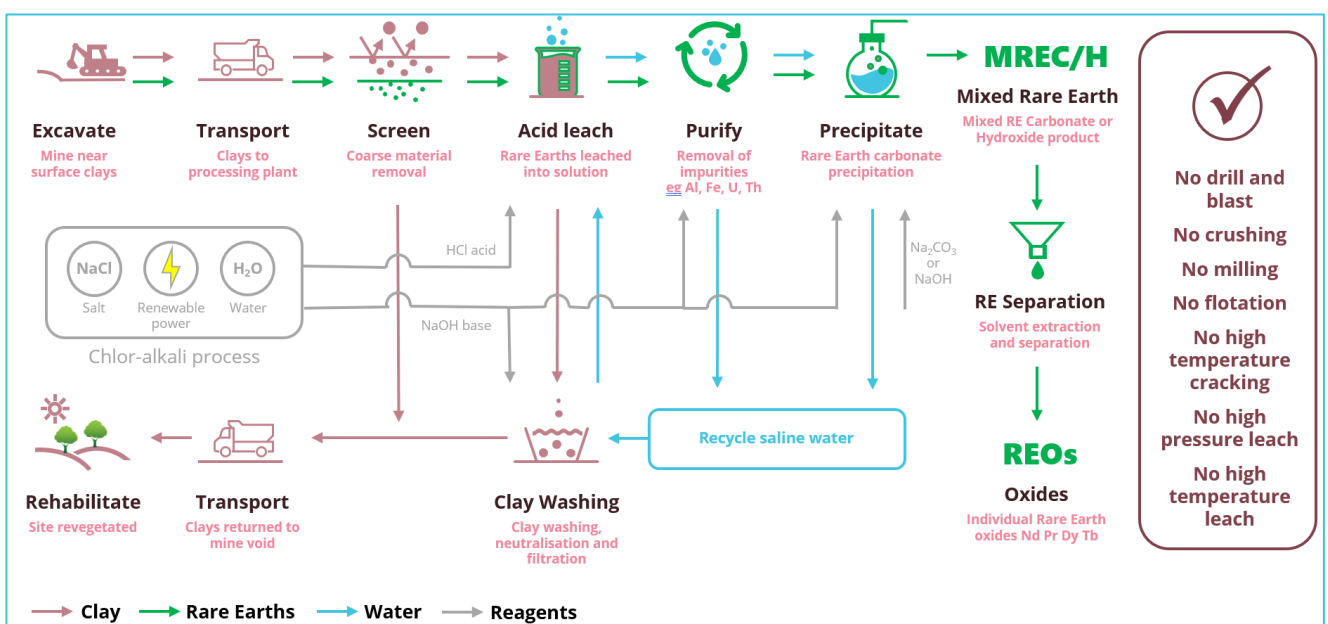 Excavate
Mine near
surface clays
Transport
Clays to
processing plant
Screen
Coarse material
removal
Acid leach
Rare Earths leached
into solution
Purify
Removal of
impurities
eg Al, Fe, U, Th
Precipitate
Rare Earth carbonate
precipitation
MREC/H
Mixed Rare Earth
Mixed RE Carbonate or
Hydroxide product
RE Separation
Solvent extraction
and separation
REOs
Oxides
Individual Rare Earth
oxides Nd Pr Dy Tb
No drill and
blast
No crushing
No milling
No flotation
No high
temperature
cracking
No high
pressure leach
No high
temperature
leach
NaCl
Salt
Renewable
power
H₂O
Water
Chlor-alkali process
HCl acid
NaOH base
Na₂CO₃
or
NaOH
Recycle saline water
Rehabilitate
Site revegetated
Transport
Clays returned to
mine void
Clay Washing
Clay washing,
neutralisation and
filtration
Clay
Rare Earths
Water
Reagents